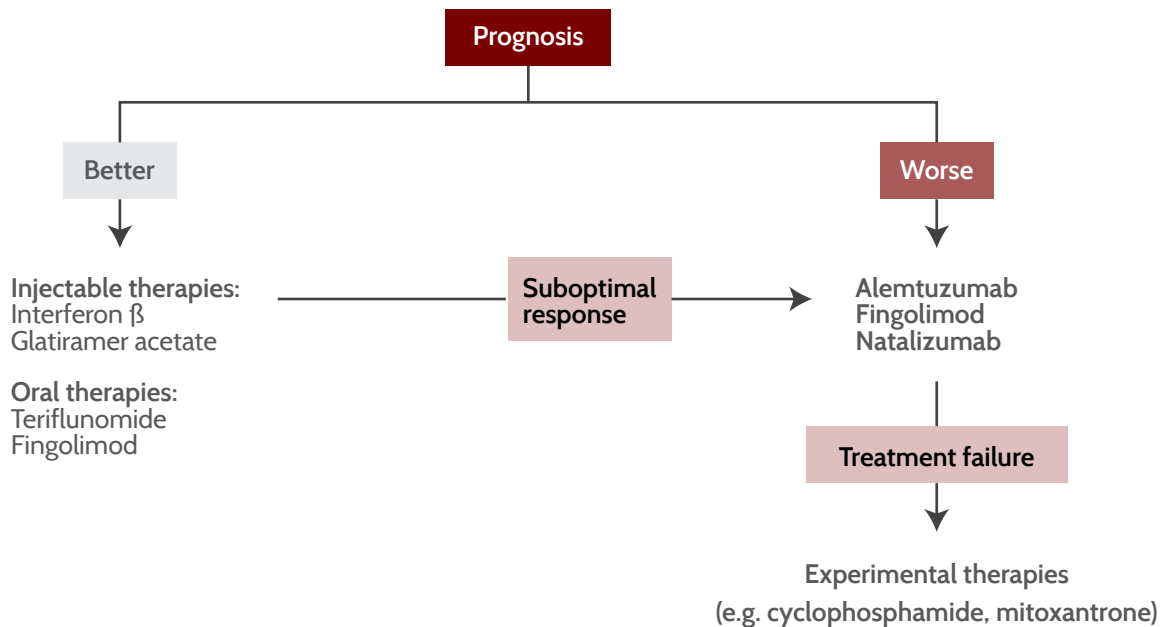 Prognosis
Better
Worse
Injectable therapies:
Interferon ß
Glatiramer acetate
Oral therapies:
Teriflunomide
Fingolimod
Suboptimal
response
Alemtuzumab
Fingolimod
Natalizumab
Treatment failure
Experimental therapies
(e.g. cyclophosphamide, mitoxantrone)